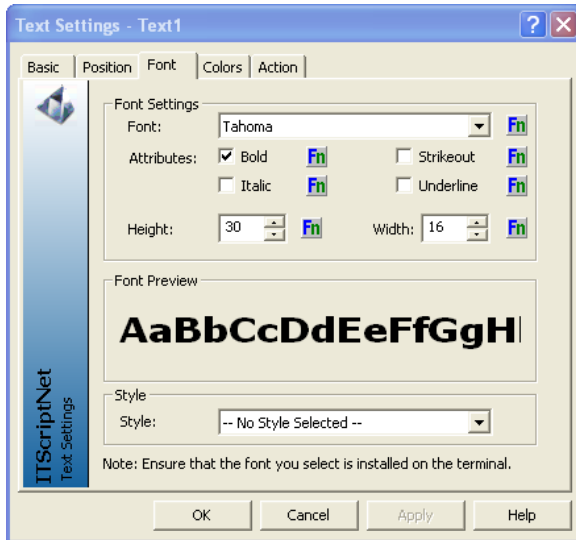 Text Settings - Text1
Basic Position Font Colors Action
Font Settings
Font: Tahoma Fn
Attributes: Bold Fn Strikeout Fn
Italic Fn Underline Fn
Height: 30 Fn Width: 16 Fn
Font Preview
AaBbCcDdEeFfGgH
Style
Style: -- No Style Selected --
Note: Ensure that the font you select is installed on the terminal.
ITScriptNet
Text Settings
OK Cancel Apply Help